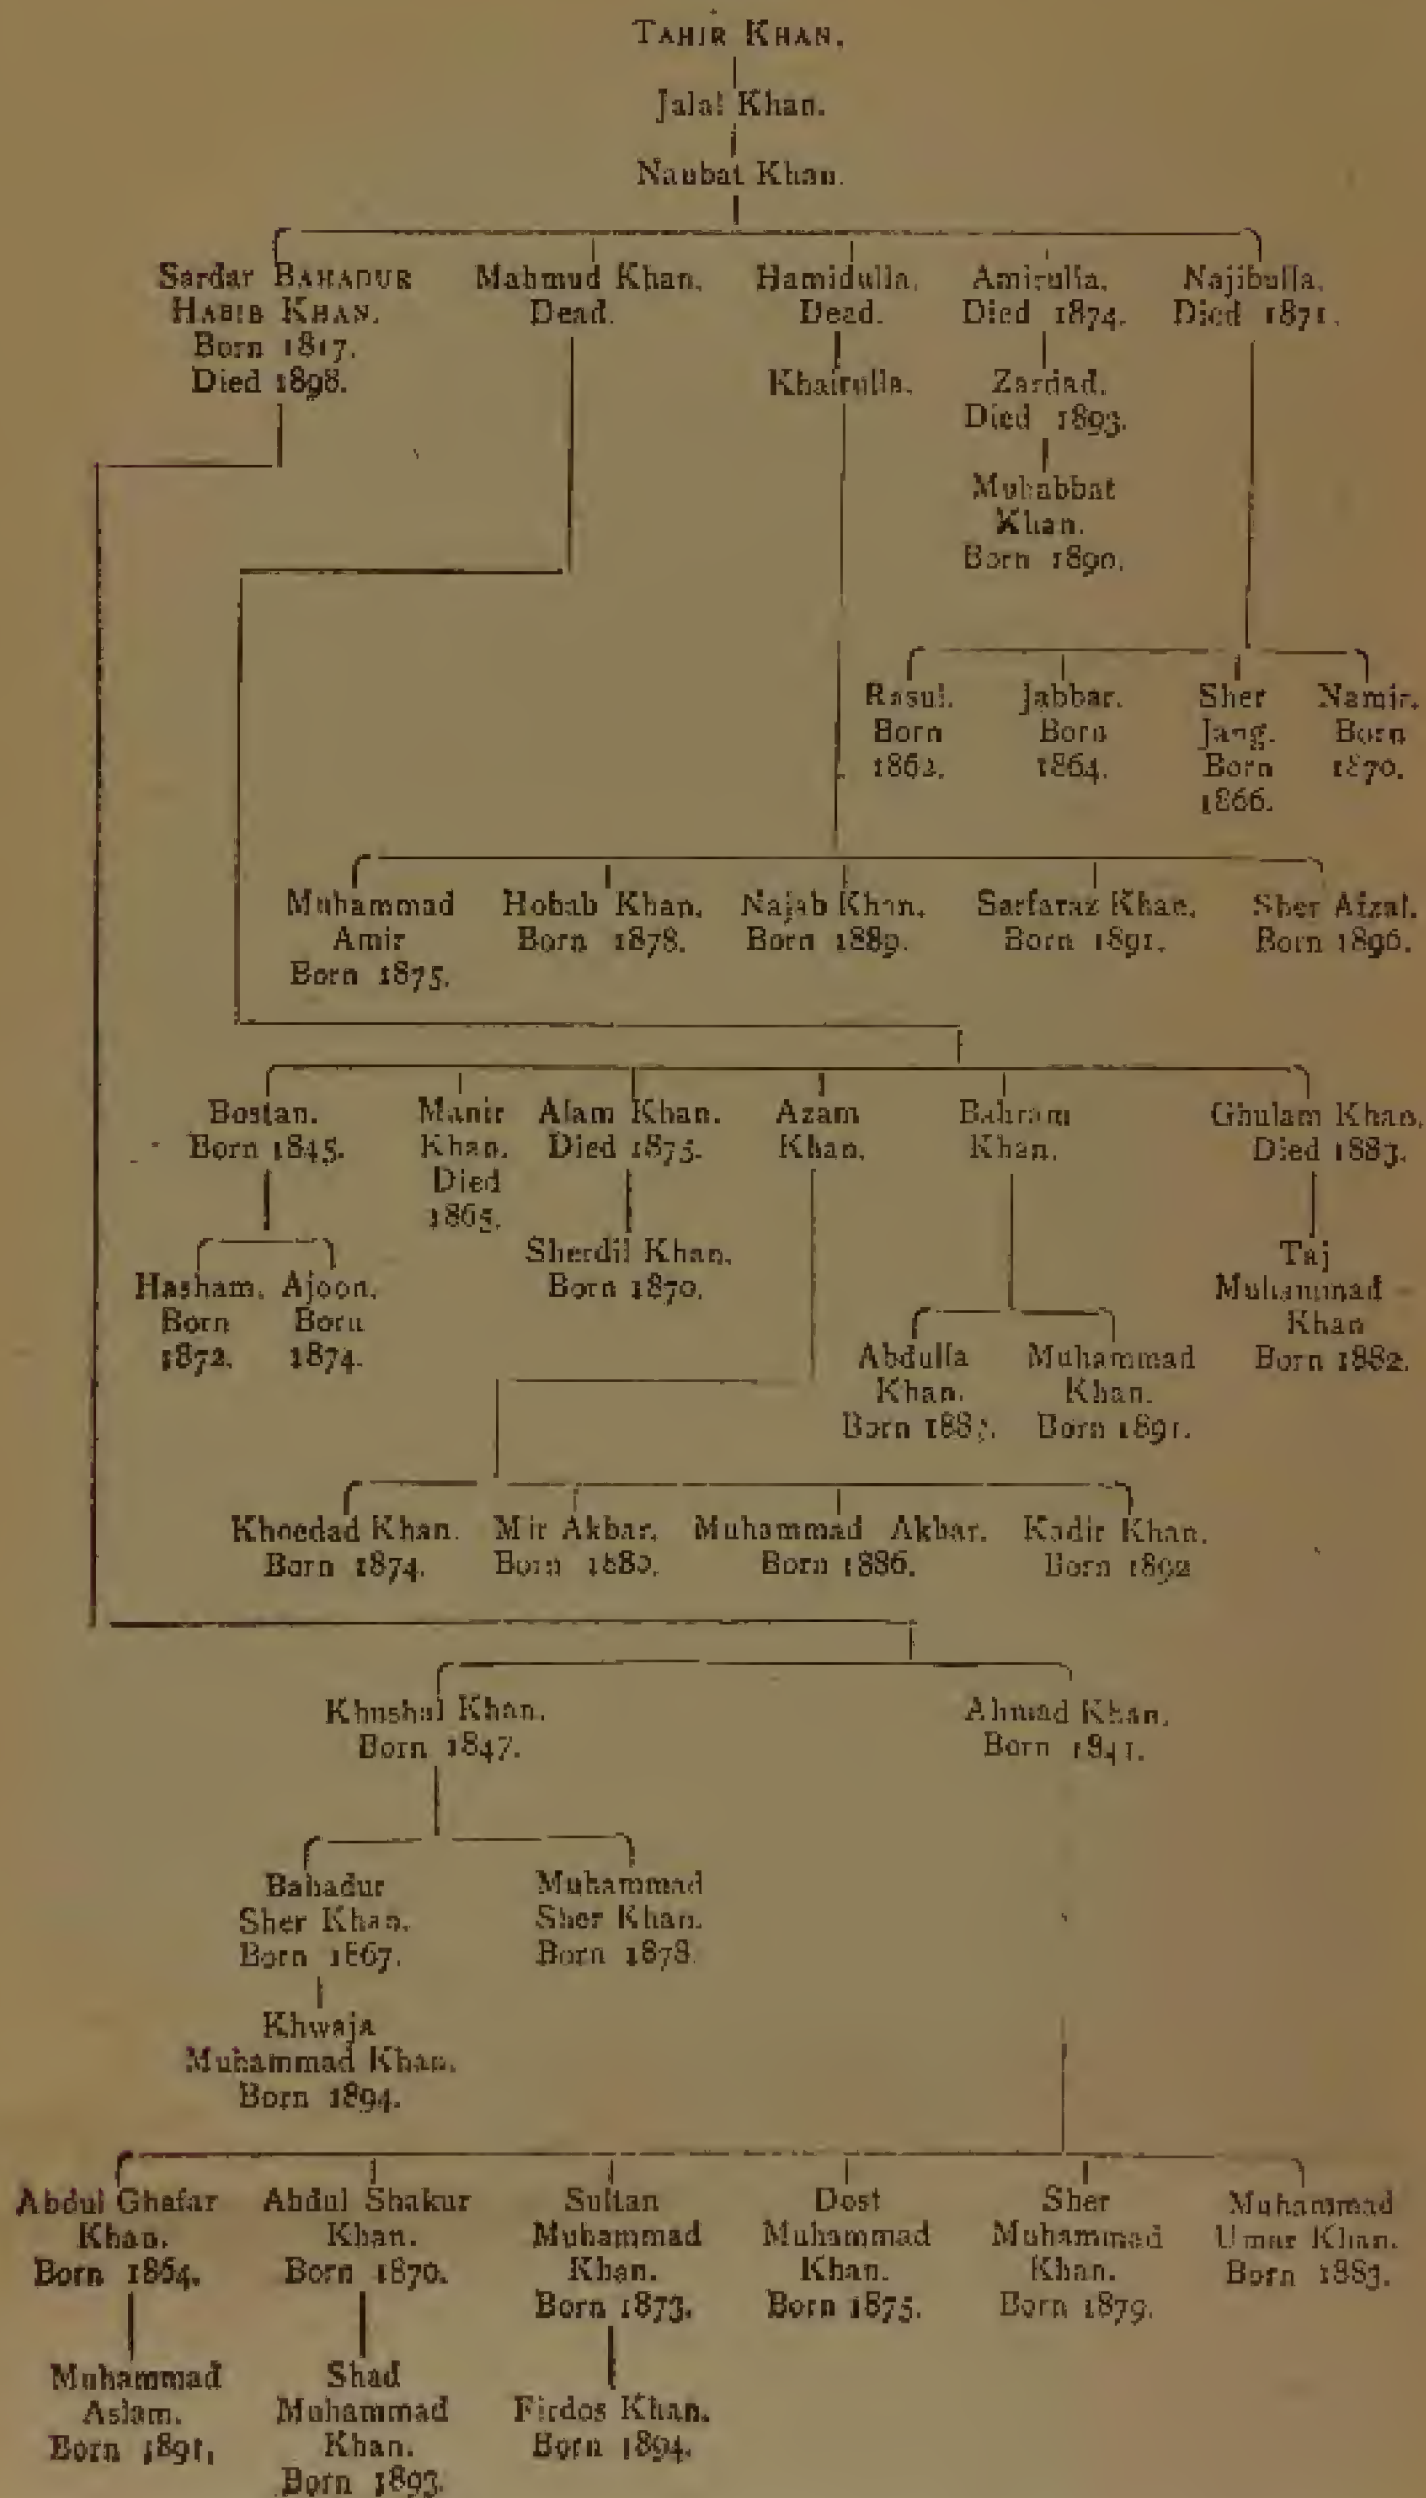 TAHIR KHAN.
Jalal Khan.
Naubat Khan.
Sardar BAHADUR
HABIB KHAN.
Born 1817.
Died 1898.
Mahmud Khan.
Dead.
Hamidulla.
Dead.
Khairulla.
Amirulla.
Died 1874.
Zardad.
Died 1893.
Muhabbat
Khan.
Born 1890.
Najibulla.
Died 1871.
Rasul.
Born
1862.
Jabbar.
Born
1864.
Sher
Jang.
Born
1866.
Namir.
Born
1870.
Muhammad
Amir
Born 1875.
Hobab Khan.
Born 1878.
Najab Khan.
Born 1889.
Sarfaraz Khan.
Born 1891.
Sher Afzal.
Born 1896.
Bostan.
Born 1845.
Manir
Khan.
Died
1865.
Alam Khan.
Died 1875.
Azam
Khan.
Bahram
Khan.
Ghulam Khan.
Died 1883.
Hasham.
Born
1872.
Ajoon.
Born
1874.
Sherdil Khan.
Born 1870.
Abdulla
Khan.
Born
Muhammad
Khan.
Born 1891.
Taj
Muhammad
Khan
Born 1882.
Khoedad Khan.
Born 1874.
Mir Akbar.
Born 1880.
Muhammad Akbar.
Born 1886.
Kadir Khan.
Born 1892
Khushal Khan.
Born 1847.
Ahmad Khan.
Born 1841.
Bahadur
Sher Khan.
Born 1867.
Muhammad
Sher Khan.
Born 1878.
Khwaja
Muhammad Khan.
Born 1894.
Abdul Ghafar
Khan.
Born 1864.
Abdul Shakur
Khan.
Born 1870.
Sultan
Muhammad
Khan.
Born 1873.
Dost
Muhammad
Khan.
Born 1875.
Sher
Muhammad
Khan.
Born 1879.
Muhammad
Umar Khan.
Born 1883.
Muhammad
Aslam.
Born 1891.
Shad
Muhammad
Khan.
Born 1893.
Firdos Khan.
Born 1894.